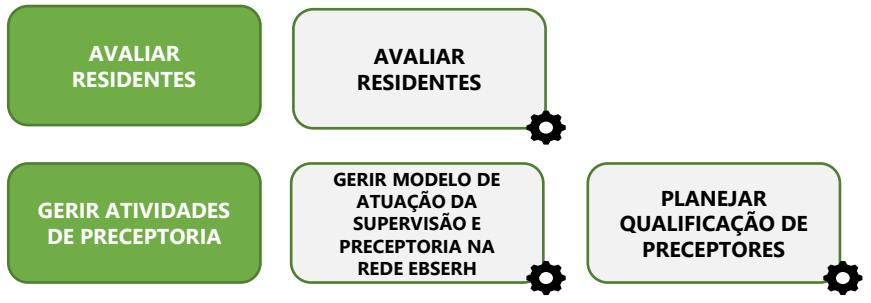 AVALIAR
RESIDENTES
AVALIAR
RESIDENTES
GERIR ATIVIDADES
DE PRECEPTORIA
GERIR MODELO DE
ATUAÇÃO DA
SUPERVISÃO E
PRECEPTORIA NA
REDE EBSERH
PLANEJAR
QUALIFICAÇÃO DE
PRECEPTORES